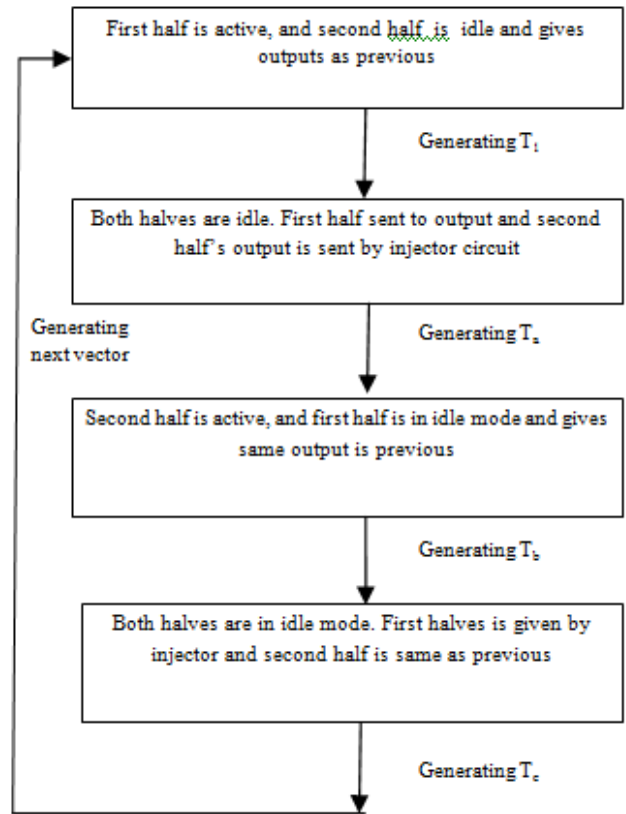 First half is active, and second half is idle and gives
outputs as previous
Generating T₁
Both halves are idle. First half sent to output and second
half's output is sent by injector circuit
Generating
next vector
Generating Tₐ
Second half is active, and first half is in idle mode and gives
same output is previous
Generating T_b
Both halves are in idle mode. First halves is given by
injector and second half is same as previous
Generating T_c